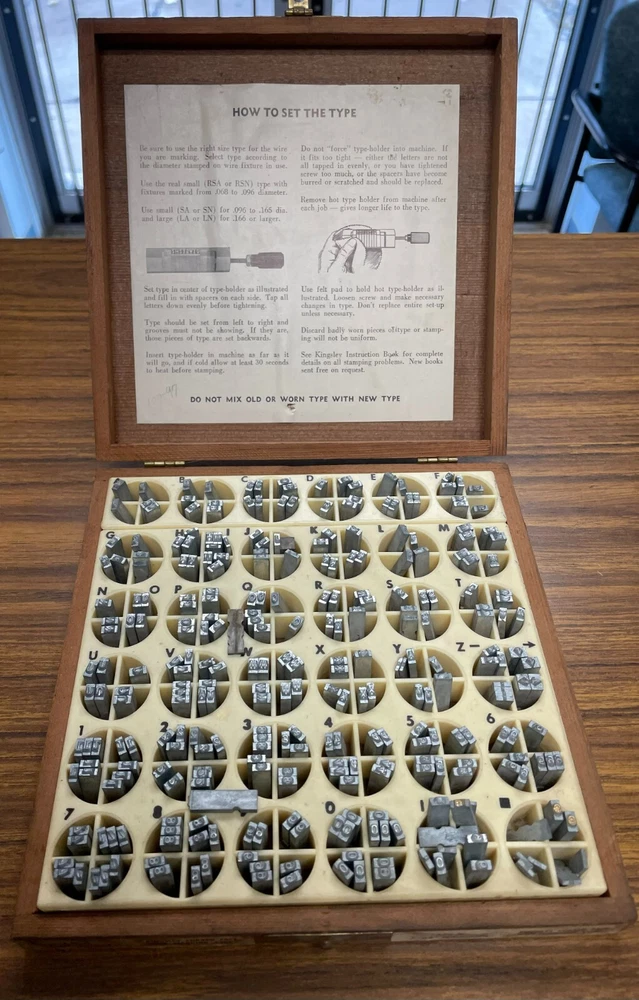 HOW TO SET THE TYPE
Be sure to use the right size type for the wire
you are marking. Select type according to
the diameter stamped on wire fixture in use.
Use the real small (RSA or RSN) type with
fixtures marked from .008 to .096 diameter.
Use small (SA or SN) for .096 to .165 dia.
and large (LA or LN) for .166 or larger.
Set type in center of type-holder as illustrated
and fill in with spacers on each side. Tap all
letters down evenly before tightening.
Type should be set from left to right and
grooves must not be showing. If they are,
those pieces of type are set backwards.
Insert type-holder in machine as far as it
will go, and if cold allow at least 30 seconds
to heat before stamping.
Do not "force" type-holder into machine. If
it fits too tight — either the letters are not
all tapped in evenly, or you have tightened
screw too much, or the spacers have become
burred or scratched and should be replaced.
Remove hot type holder from machine after
each job — gives longer life to the type.
Use felt pad to hold hot type-holder as il-
lustrated. Loosen screw and make necessary
changes in type. Don't replace entire set-up
unless necessary.
Discard badly worn pieces of type or stamp-
ing will not be uniform.
See Kingsley Instruction Book for complete
details on all stamping problems. New books
sent free on request.
DO NOT MIX OLD OR WORN TYPE WITH NEW TYPE
B C D E F
G H I J K L M
N O P Q R S T
U V W X Y Z — →
1 2 3 4 5 6
7 8 0 | ■